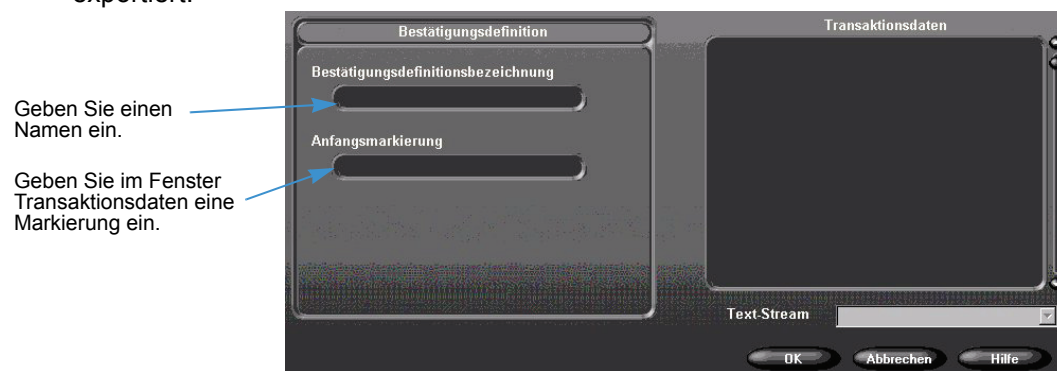 exportiert.
Bestätigungsdefinition
Transaktionsdaten
Bestätigungsdefinitionsbezeichnung
Geben Sie einen
Namen ein.
Anfangsmarkierung
Geben Sie im Fenster
Transaktionsdaten eine
Markierung ein.
Text-Stream
OK
Abbrechen
Hilfe